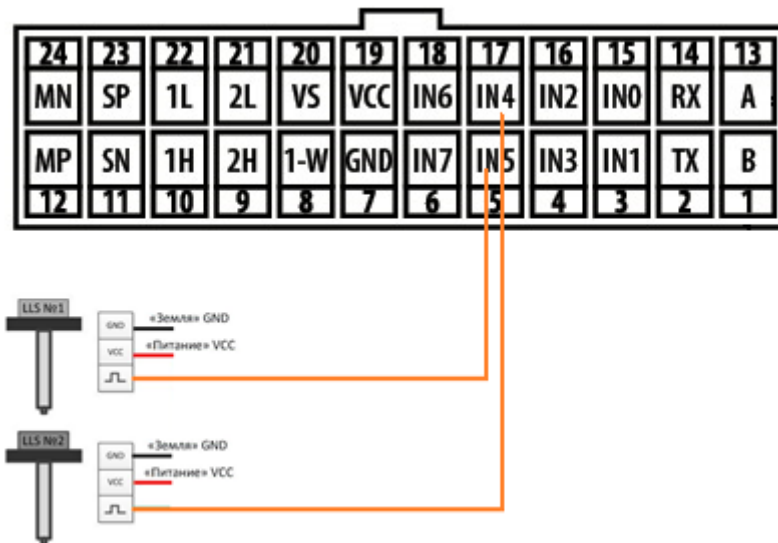 24 23 22 21 20 19 18 17 16 15 14 13
MN SP 1L 2L VS VCC IN6 IN4 IN2 IN0 RX A
MP SN 1H 2H 1-W GND IN7 IN5 IN3 IN1 TX B
12 11 10 9 8 7 6 5 4 3 2 1
LLS №1
GND «Земля» GND
VCC «Питание» VCC
LLS №2
GND «Земля» GND
VCC «Питание» VCC